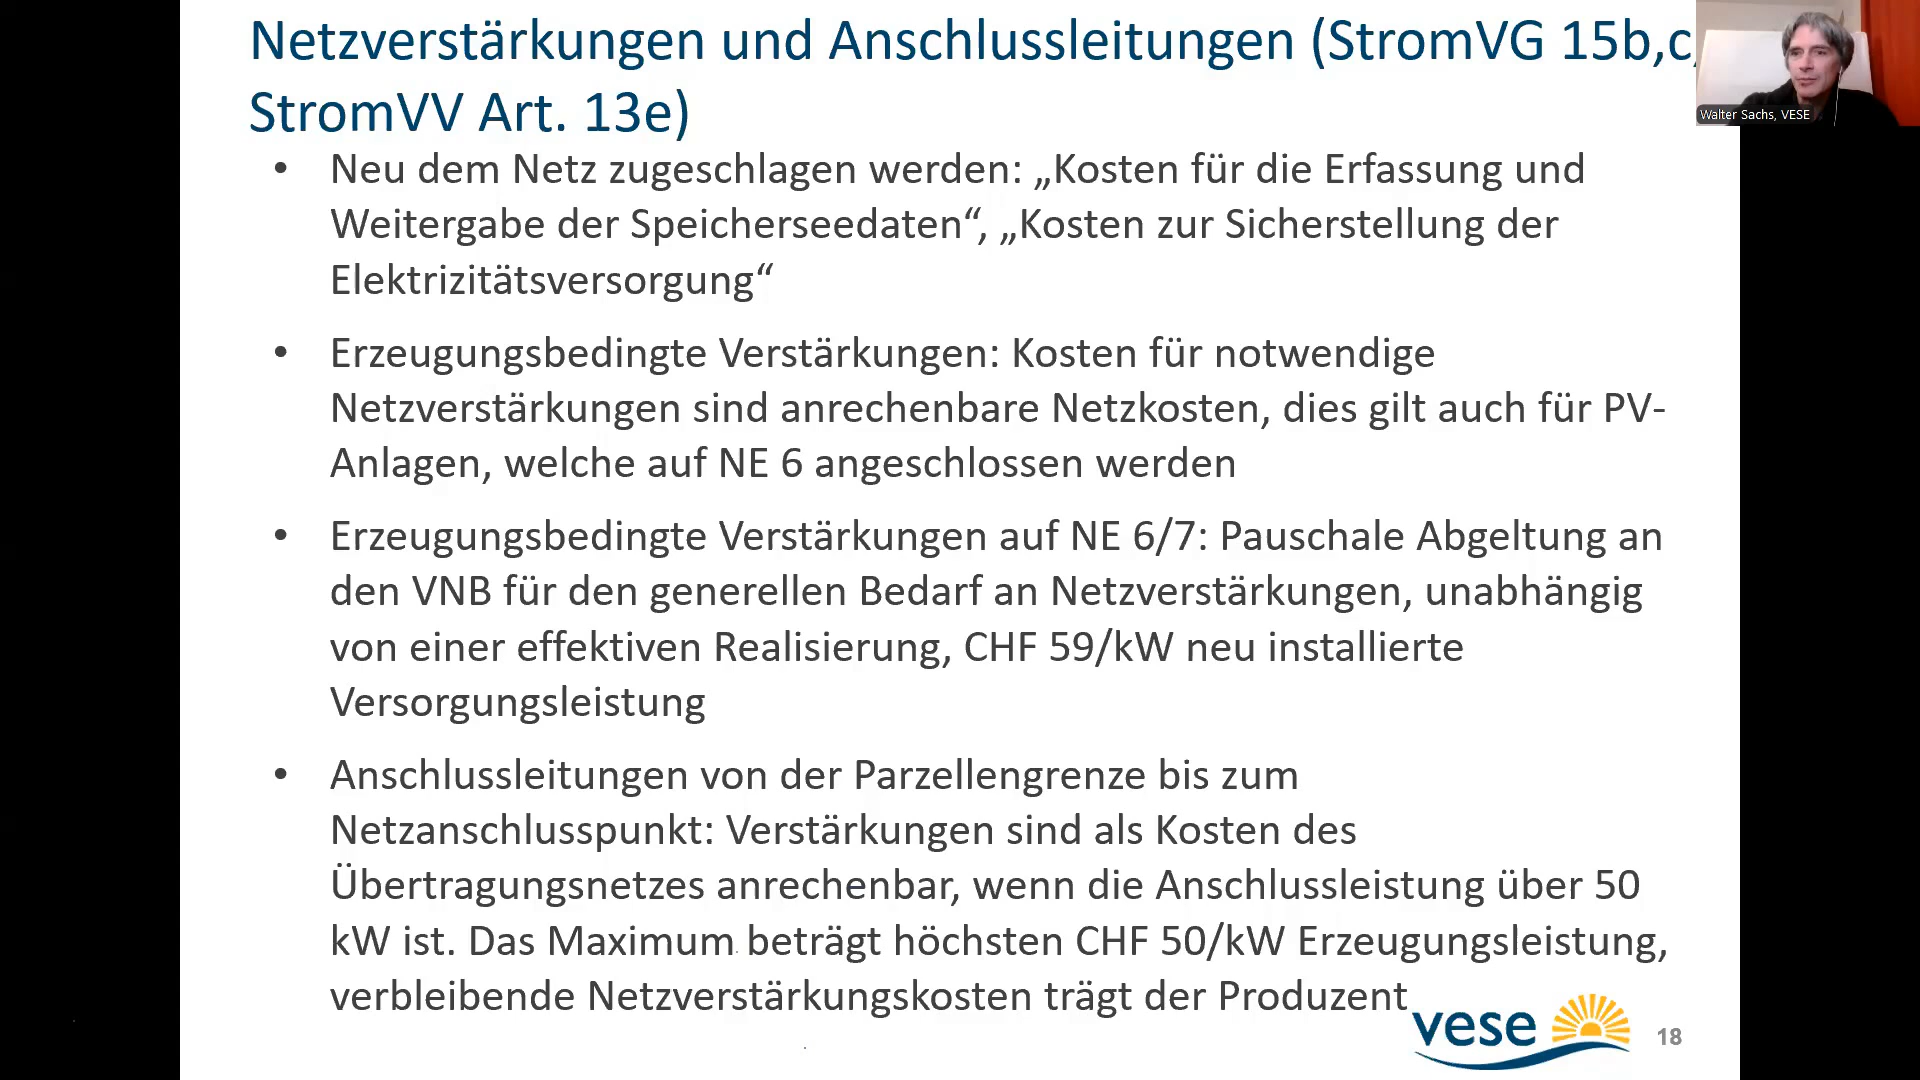 Netzverstärkungen und Anschlussleitungen (StromVG 15b,c,
StromVV Art. 13e)
Walter Sachs, VESE
• Neu dem Netz zugeschlagen werden: „Kosten für die Erfassung und
Weitergabe der Speicherseedaten“, „Kosten zur Sicherstellung der
Elektrizitätsversorgung“
• Erzeugungsbedingte Verstärkungen: Kosten für notwendige
Netzverstärkungen sind anrechenbare Netzkosten, dies gilt auch für PV-
Anlagen, welche auf NE 6 angeschlossen werden
• Erzeugungsbedingte Verstärkungen auf NE 6/7: Pauschale Abgeltung an
den VNB für den generellen Bedarf an Netzverstärkungen, unabhängig
von einer effektiven Realisierung, CHF 59/kW neu installierte
Versorgungsleistung
• Anschlussleitungen von der Parzellengrenze bis zum
Netzanschlusspunkt: Verstärkungen sind als Kosten des
Übertragungsnetzes anrechenbar, wenn die Anschlussleistung über 50
kW ist. Das Maximum beträgt höchsten CHF 50/kW Erzeugungsleistung,
verbleibende Netzverstärkungskosten trägt der Produzent
vese
18